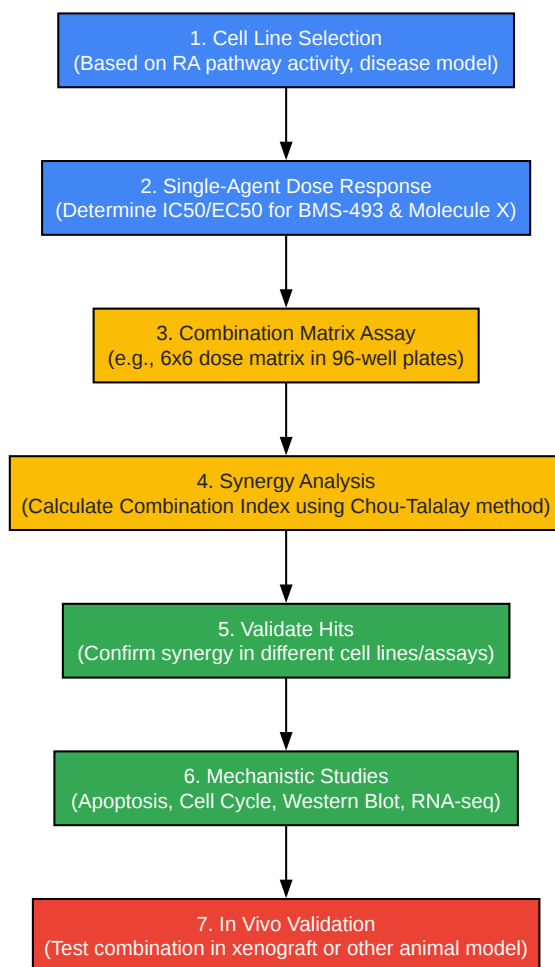 1. Cell Line Selection
(Based on RA pathway activity, disease model)
2. Single-Agent Dose Response
(Determine IC50/EC50 for BMS-493 & Molecule X)
3. Combination Matrix Assay
(e.g., 6x6 dose matrix in 96-well plates)
4. Synergy Analysis
(Calculate Combination Index using Chou-Talalay method)
5. Validate Hits
(Confirm synergy in different cell lines/assays)
6. Mechanistic Studies
(Apoptosis, Cell Cycle, Western Blot, RNA-seq)
7. In Vivo Validation
(Test combination in xenograft or other animal model)